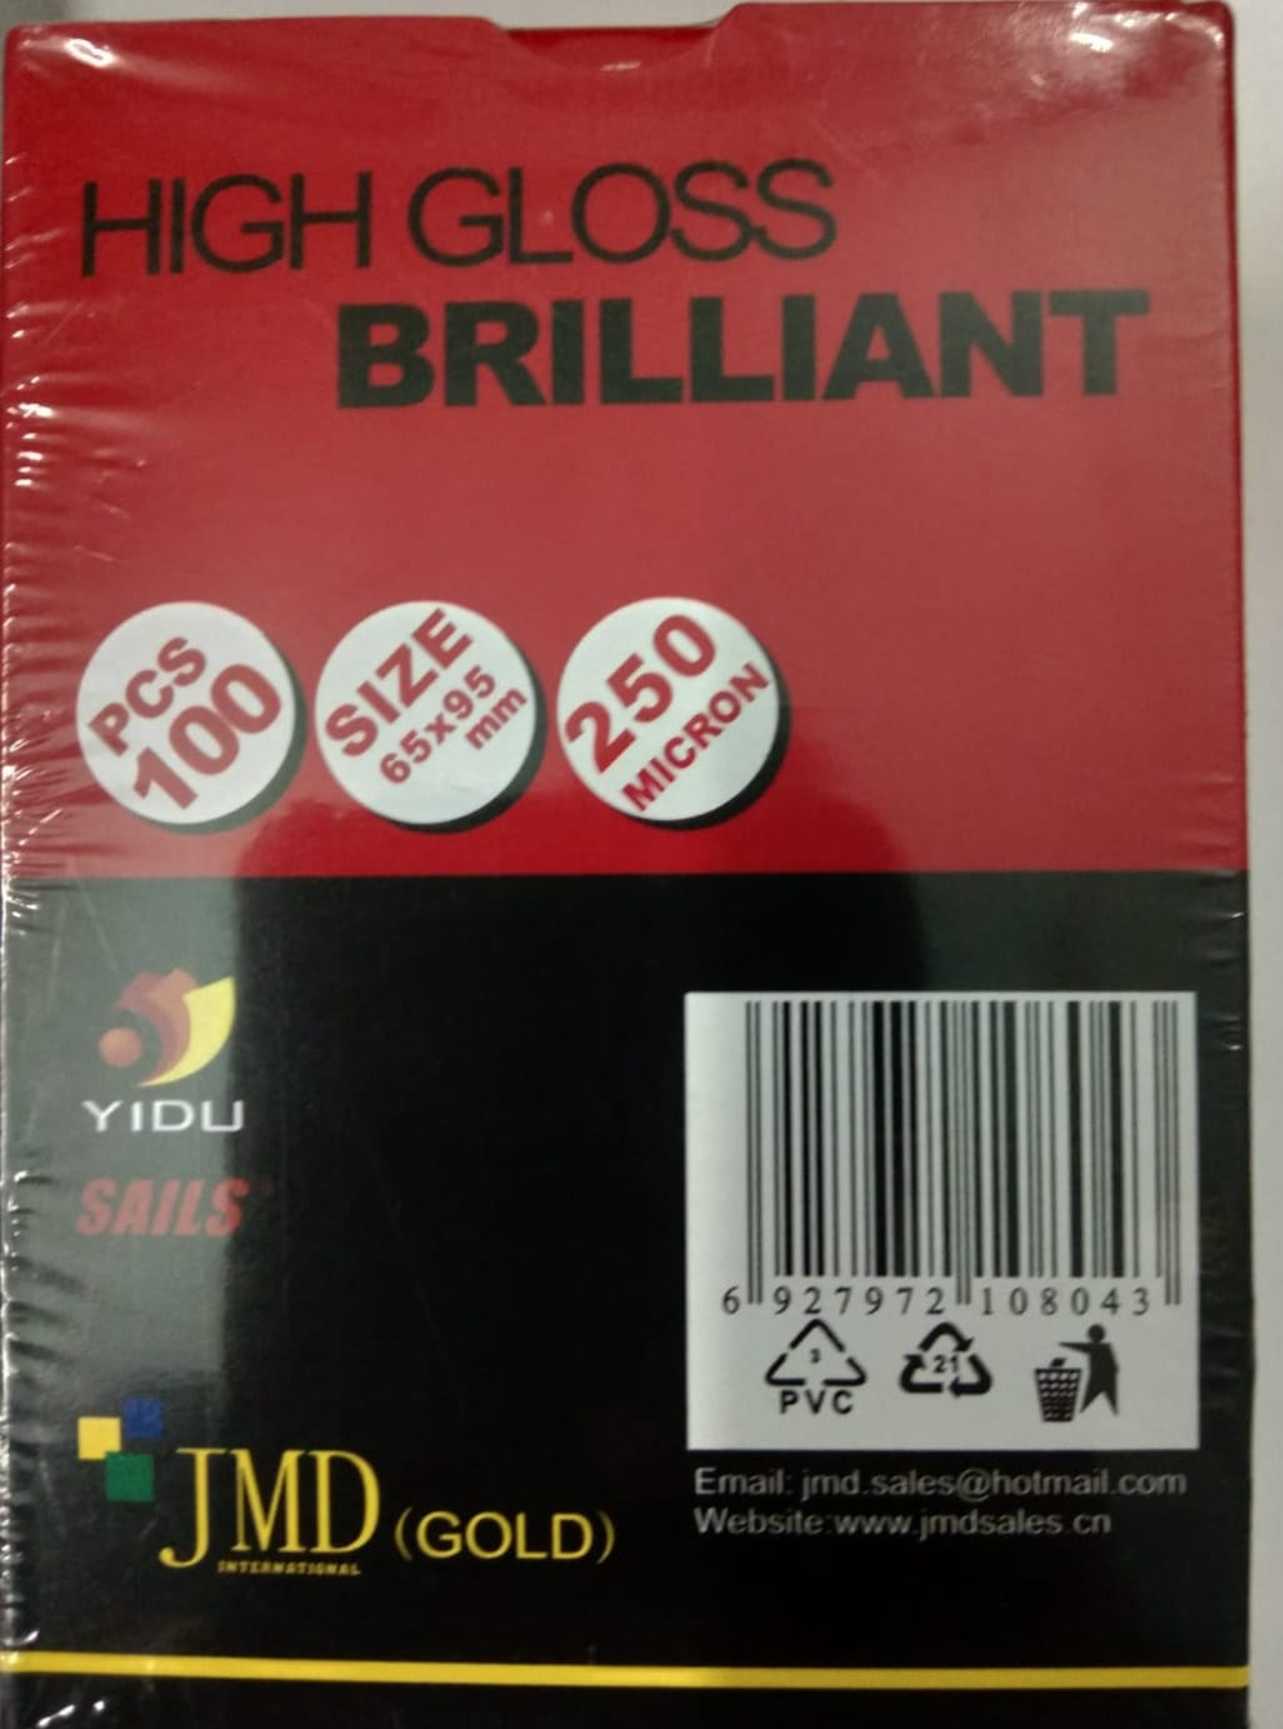 HIGH GLOSS
BRILLIANT
PCS
100
SIZE
65x95
mm
250
MICRON
YIDU
SAILS
6 927972 108043
3
PVC
21
JMD (GOLD)
INTERNATIONAL
Email: jmd.sales@hotmail.com
Website:www.jmdsales.cn